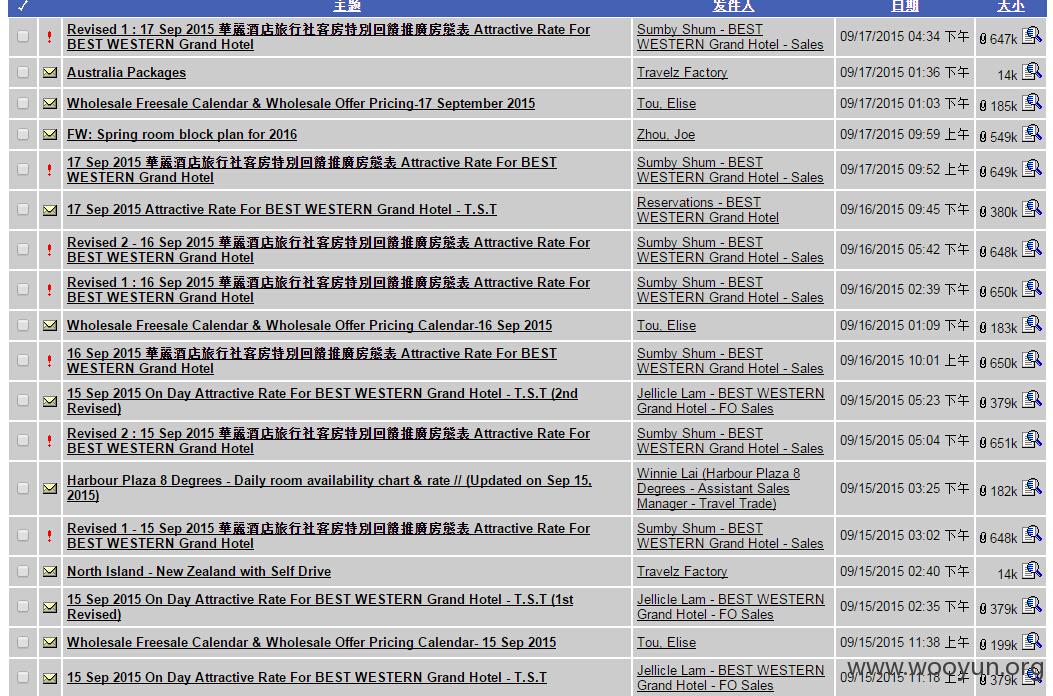 主题 发件人 日期 大小
Revised 1 : 17 Sep 2015 華麗酒店旅行社客房特別回饋推廣房態表 Attractive Rate For Sumby Shum - BEST
BEST WESTERN Grand Hotel WESTERN Grand Hotel - Sales 09/17/2015 04:34 下午 647k
Australia Packages Travelz Factory 09/17/2015 01:36 下午 14k
Wholesale Freesale Calendar & Wholesale Offer Pricing-17 September 2015 Tou, Elise 09/17/2015 01:03 下午 185k
FW: Spring room block plan for 2016 Zhou, Joe 09/17/2015 09:59 上午 549k
17 Sep 2015 華麗酒店旅行社客房特別回饋推廣房態表 Attractive Rate For BEST Sumby Shum - BEST
WESTERN Grand Hotel WESTERN Grand Hotel - Sales 09/17/2015 09:52 上午 649k
17 Sep 2015 Attractive Rate For BEST WESTERN Grand Hotel - T.S.T Reservations - BEST
WESTERN Grand Hotel 09/16/2015 09:45 下午 380k
Revised 2 - 16 Sep 2015 華麗酒店旅行社客房特別回饋推廣房態表 Attractive Rate For Sumby Shum - BEST
BEST WESTERN Grand Hotel WESTERN Grand Hotel - Sales 09/16/2015 05:42 下午 648k
Revised 1 : 16 Sep 2015 華麗酒店旅行社客房特別回饋推廣房態表 Attractive Rate For Sumby Shum - BEST
BEST WESTERN Grand Hotel WESTERN Grand Hotel - Sales 09/16/2015 02:39 下午 650k
Wholesale Freesale Calendar & Wholesale Offer Pricing Calendar-16 Sep 2015 Tou, Elise 09/16/2015 01:09 下午 183k
16 Sep 2015 華麗酒店旅行社客房特別回饋推廣房態表 Attractive Rate For BEST Sumby Shum - BEST
WESTERN Grand Hotel WESTERN Grand Hotel - Sales 09/16/2015 10:01 上午 650k
15 Sep 2015 On Day Attractive Rate For BEST WESTERN Grand Hotel - T.S.T (2nd Jellicle Lam - BEST WESTERN
Revised) Grand Hotel - FO Sales 09/15/2015 05:23 下午 379k
Revised 2 : 15 Sep 2015 華麗酒店旅行社客房特別回饋推廣房態表 Attractive Rate For Sumby Shum - BEST
BEST WESTERN Grand Hotel WESTERN Grand Hotel - Sales 09/15/2015 05:04 下午 651k
Harbour Plaza 8 Degrees - Daily room availability chart & rate // (Updated on Sep 15, Winnie Lai (Harbour Plaza 8
2015) Degrees - Assistant Sales 09/15/2015 03:25 下午 182k
Manager - Travel Trade)
Revised 1 - 15 Sep 2015 華麗酒店旅行社客房特別回饋推廣房態表 Attractive Rate For Sumby Shum - BEST
BEST WESTERN Grand Hotel WESTERN Grand Hotel - Sales 09/15/2015 03:02 下午 648k
North Island - New Zealand with Self Drive Travelz Factory 09/15/2015 02:40 下午 14k
15 Sep 2015 On Day Attractive Rate For BEST WESTERN Grand Hotel - T.S.T (1st Jellicle Lam - BEST WESTERN
Revised) Grand Hotel - FO Sales 09/15/2015 02:35 下午 379k
Wholesale Freesale Calendar & Wholesale Offer Pricing Calendar- 15 Sep 2015 Tou, Elise 09/15/2015 11:38 上午 199k
15 Sep 2015 On Day Attractive Rate For BEST WESTERN Grand Hotel - T.S.T Jellicle Lam - BEST WESTERN
Grand Hotel - FO Sales 09/15/2015 11:18 上午 379k
www.wooyun.org